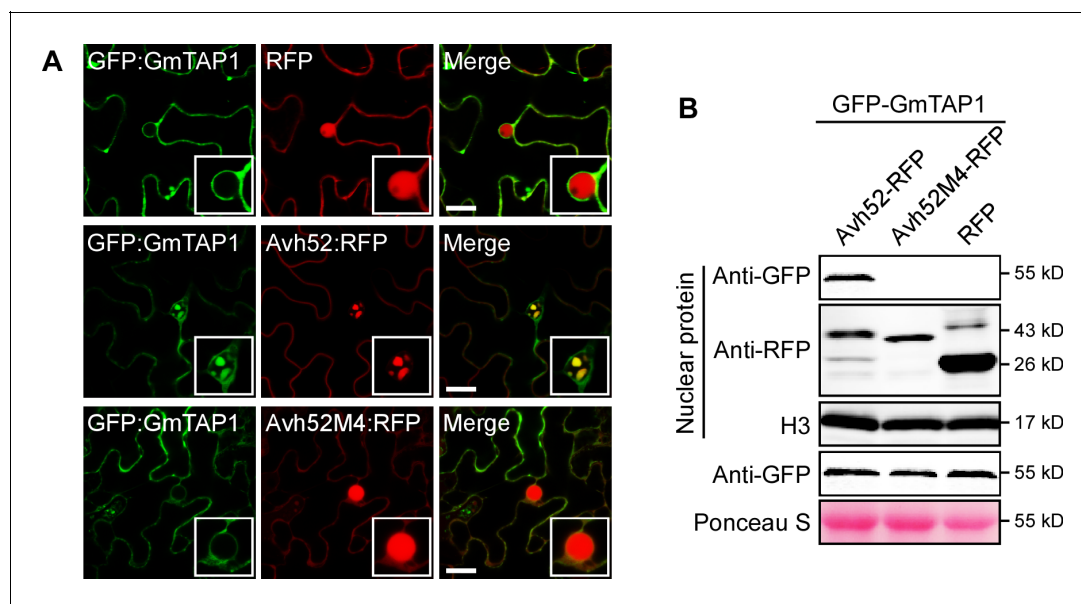 A
GFP:GmTAP1 RFP Merge
GFP:GmTAP1 Avh52:RFP Merge
GFP:GmTAP1 Avh52M4:RFP Merge
B
GFP-GmTAP1
Avh52-RFP Avh52M4-RFP RFP
Nuclear protein
Anti-GFP 55 kD
Anti-RFP 43 kD
26 kD
H3 17 kD
Anti-GFP 55 kD
Ponceau S 55 kD